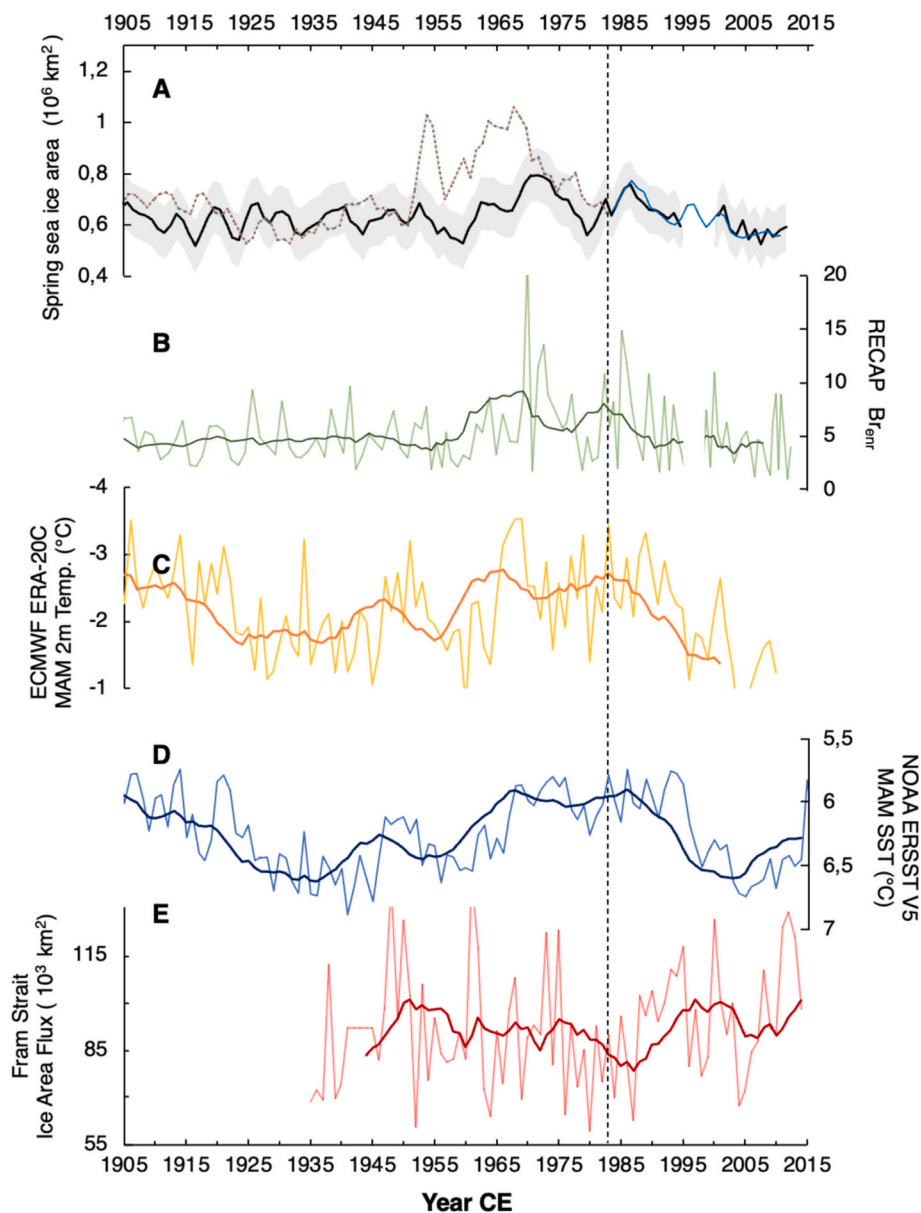 1905 1915 1925 1935 1945 1955 1965 1975 1985 1995 2005 2015
A
Spring sea ice area (10⁶ km²)
1,2
1
0,8
0,6
0,4
B
20
15
10
5
0
RECAP Br_enr
C
ECMWF ERA-20C
MAM 2m Temp. (°C)
-4
-3
-2
-1
D
5,5
6
6,5
7
NOAA ERSST V5
MAM SST (°C)
E
Fram Strait
Ice Area Flux ( 10³ km²)
115
85
55
1905 1915 1925 1935 1945 1955 1965 1975 1985 1995 2005 2015
Year CE